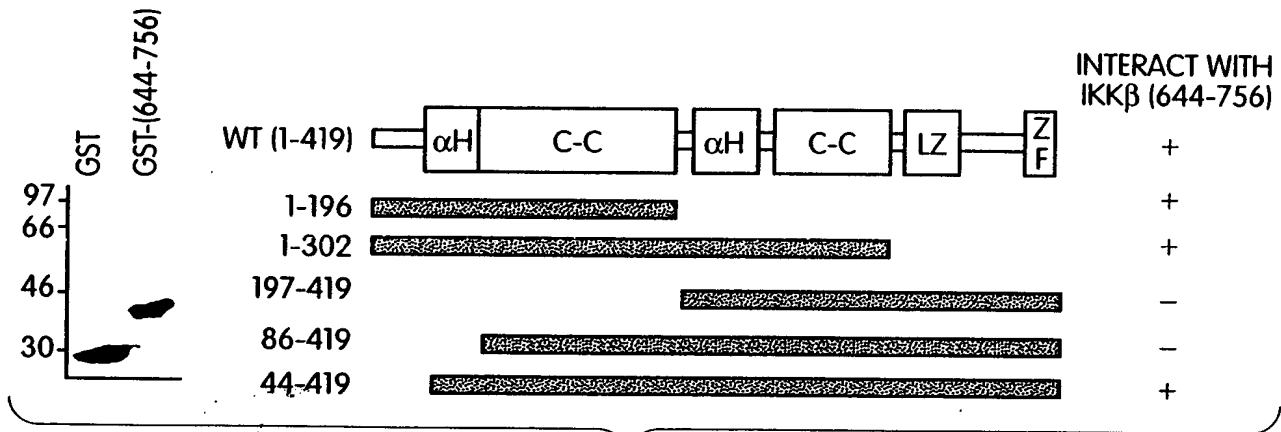 GST
GST-(644-756)
97
66
46
30
INTERACT WITH
IKKβ (644-756)
WT (1-419)
αH
C-C
αH
C-C
LZ
Z
F
+
1-196
+
1-302
+
197-419
−
86-419
−
44-419
+